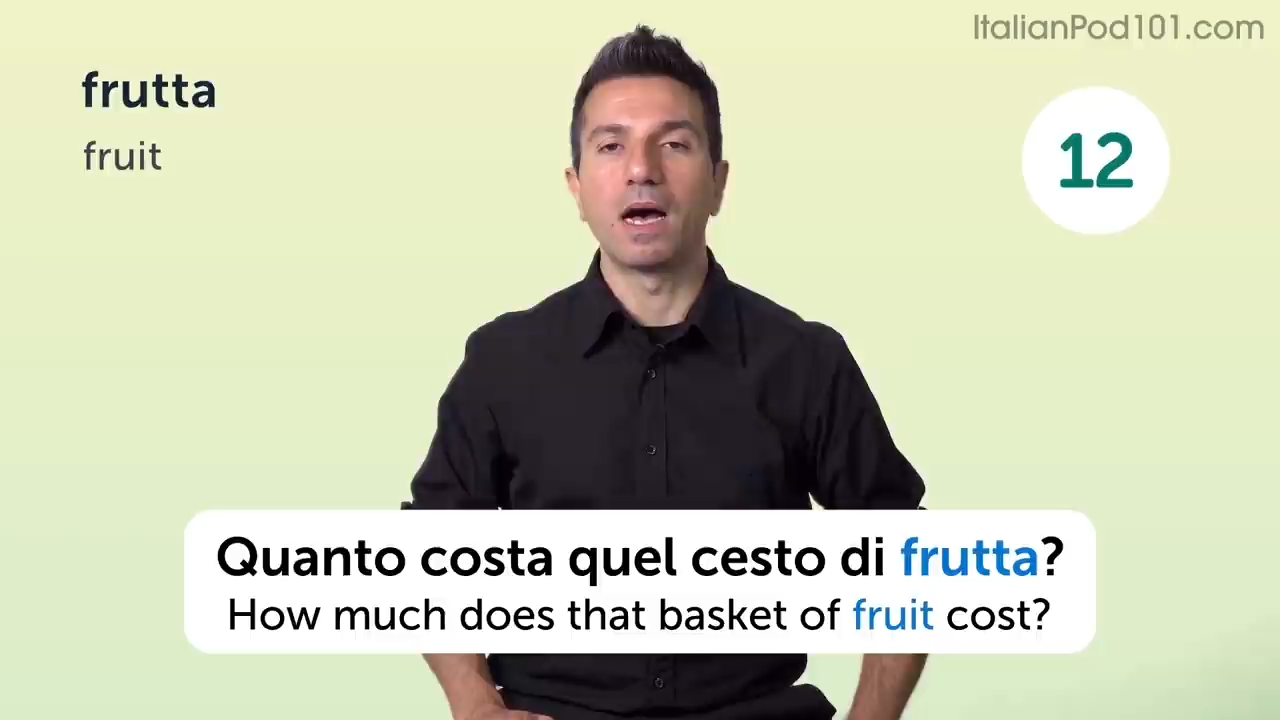 ItalianPod101.com
frutta
fruit
12
Quanto costa quel cesto di frutta?
How much does that basket of fruit cost?